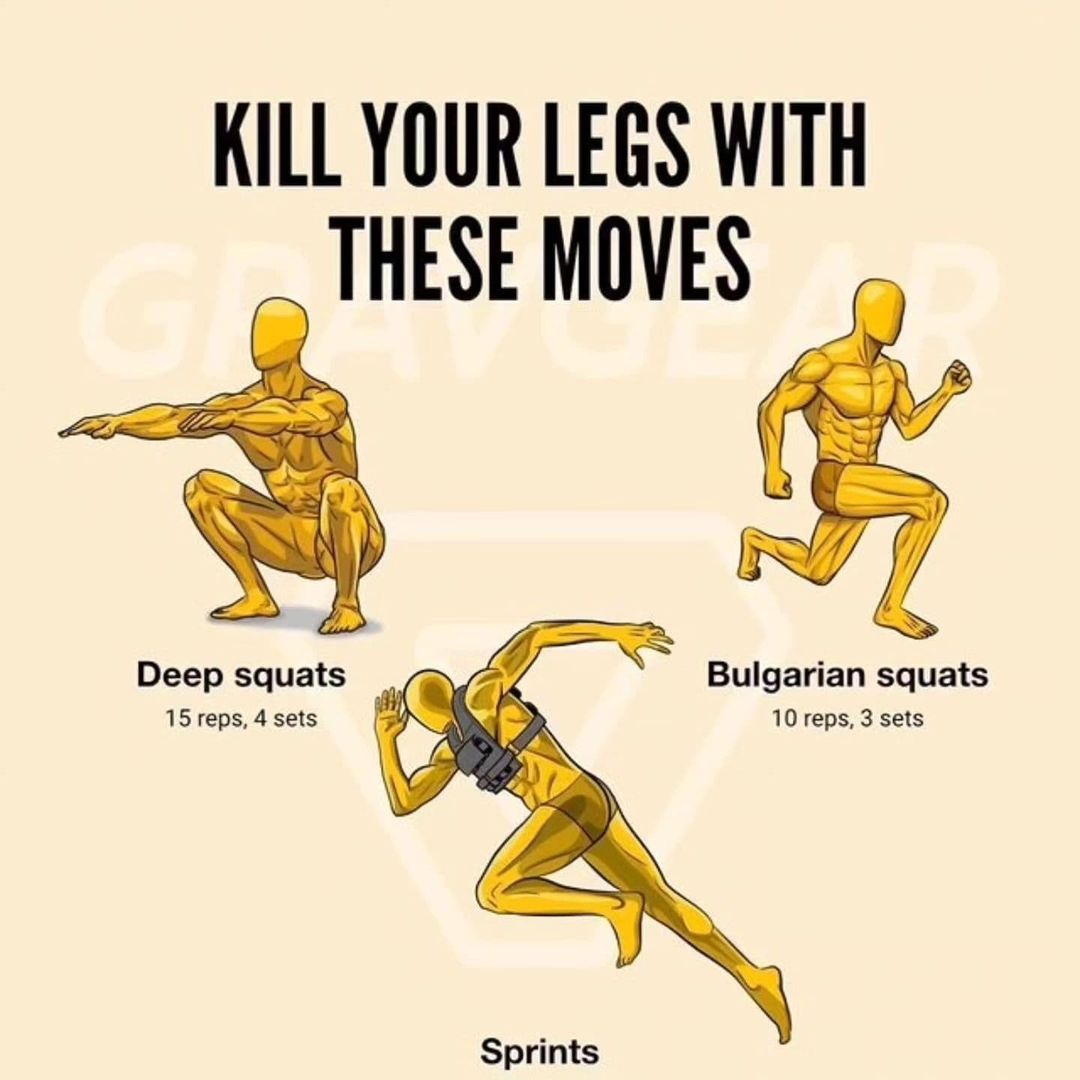 KILL YOUR LEGS WITH
THESE MOVES
GRAVGEAR
Deep squats
15 reps, 4 sets
Bulgarian squats
10 reps, 3 sets
Sprints